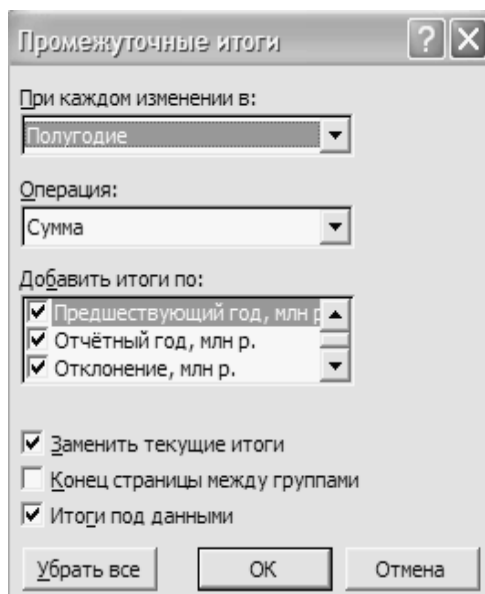 Промежуточные итоги
При каждом изменении в:
Полугодие
Операция:
Сумма
Добавить итоги по:
Предшествующий год, млн р
Отчётный год, млн р.
Отклонение, млн р.
Заменить текущие итоги
Конец страницы между группами
Итоги под данными
Убрать все ОК Отмена